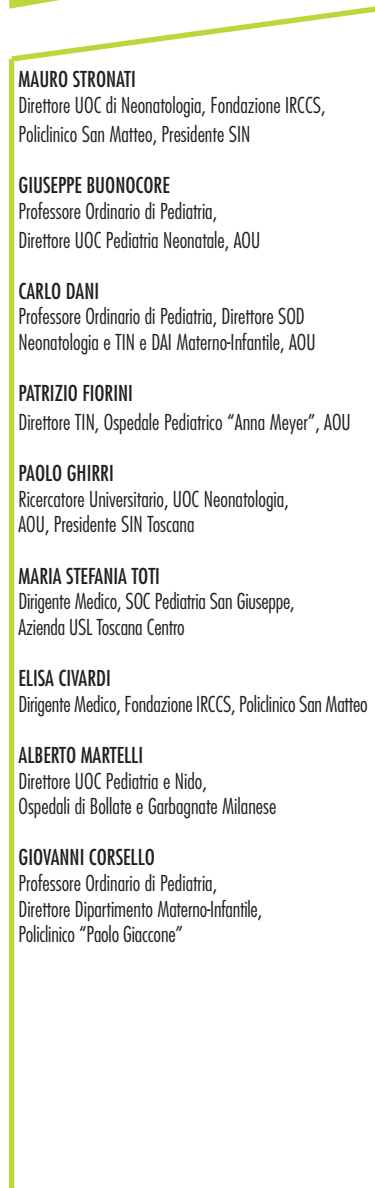 MAURO STRONATI
Direttore UOC di Neonatologia, Fondazione IRCCS,
Policlinico San Matteo, Presidente SIN
GIUSEPPE BUONOCORE
Professore Ordinario di Pediatria,
Direttore UOC Pediatria Neonatale, AOU
CARLO DANI
Professore Ordinario di Pediatria, Direttore SOD
Neonatologia e TIN e DAI Materno-Infantile, AOU
PATRIZIO FIORINI
Direttore TIN, Ospedale Pediatrico “Anna Meyer”, AOU
PAOLO GHIRRI
Ricercatore Universitario, UOC Neonatologia,
AOU, Presidente SIN Toscana
MARIA STEFANIA TOTI
Dirigente Medico, SOC Pediatria San Giuseppe,
Azienda USL Toscana Centro
ELISA CIVARDI
Dirigente Medico, Fondazione IRCCS, Policlinico San Matteo
ALBERTO MARTELLI
Direttore UOC Pediatria e Nido,
Ospedali di Bollate e Garbagnate Milanese
GIOVANNI CORSELLO
Professore Ordinario di Pediatria,
Direttore Dipartimento Materno-Infantile,
Policlinico “Paolo Giaccone”